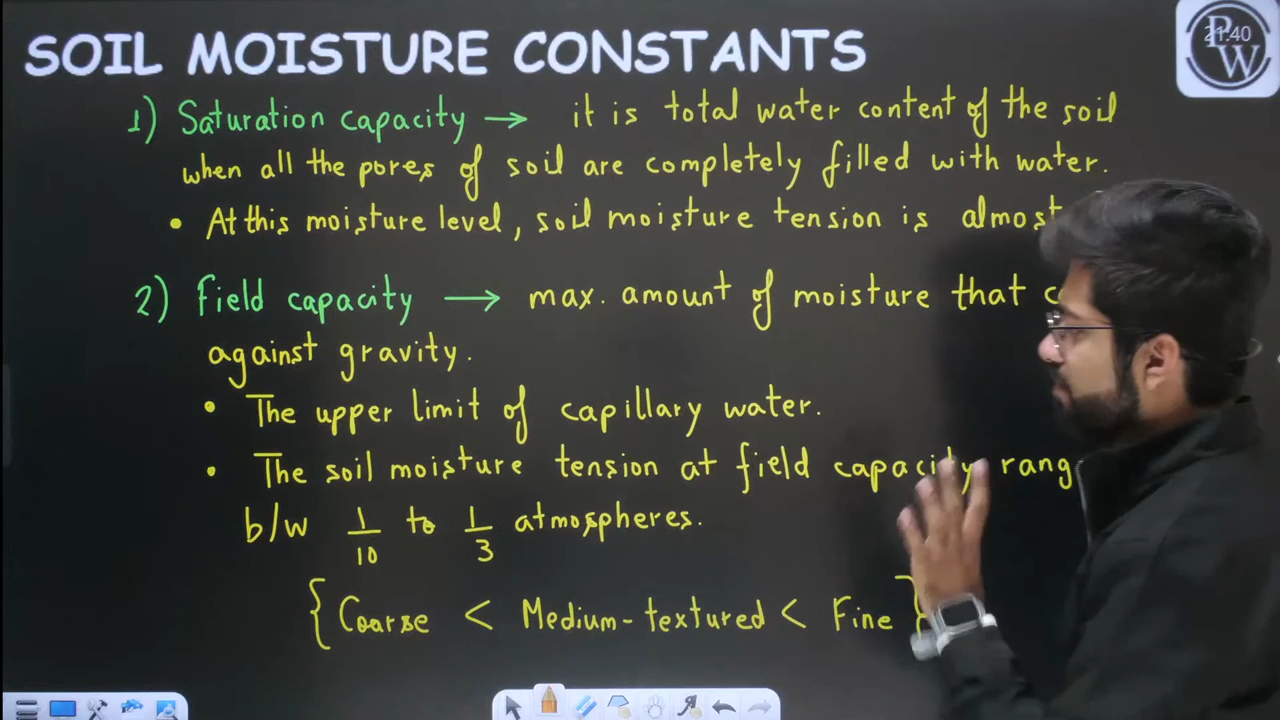 SOIL MOISTURE CONSTANTS
21:40
PW
1) Saturation capacity → it is total water content of the soil
when all the pores of soil are completely filled with water.
• At this moisture level, soil moisture tension is almost
2) Field capacity → max. amount of moisture that
against gravity.
• The upper limit of capillary water.
• The soil moisture tension at field capacity rang
b/w 1/10 to 1/3 atmospheres.
{Coarse < Medium-textured < Fine}